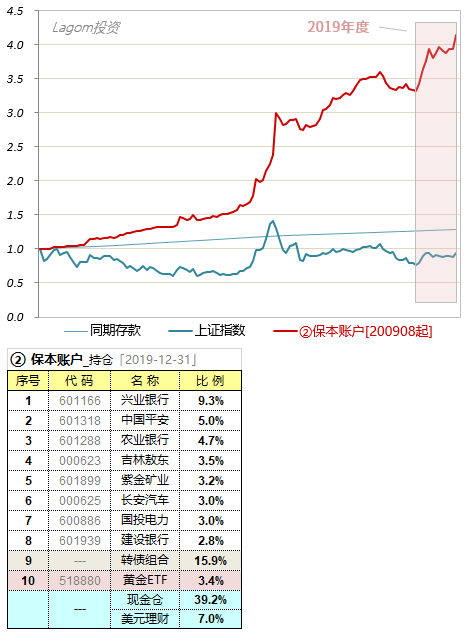 4.5
Lagom投资
2019年度
4.0
3.5
3.0
2.5
2.0
1.5
1.0
0.5
0.0
同期存款
上证指数
②保本账户[200908起]
② 保本账户_持仓「2019-12-31」
序号 代 码 名 称 比 例
1 601166 兴业银行 9.3%
2 601318 中国平安 5.0%
3 601288 农业银行 4.7%
4 000623 吉林敖东 3.5%
5 601899 紫金矿业 3.2%
6 000625 长安汽车 3.0%
7 600886 国投电力 3.0%
8 601939 建设银行 2.8%
9 --- 转债组合 15.9%
10 518880 黄金ETF 3.4%
--- 现金仓 39.2%
美元理财 7.0%